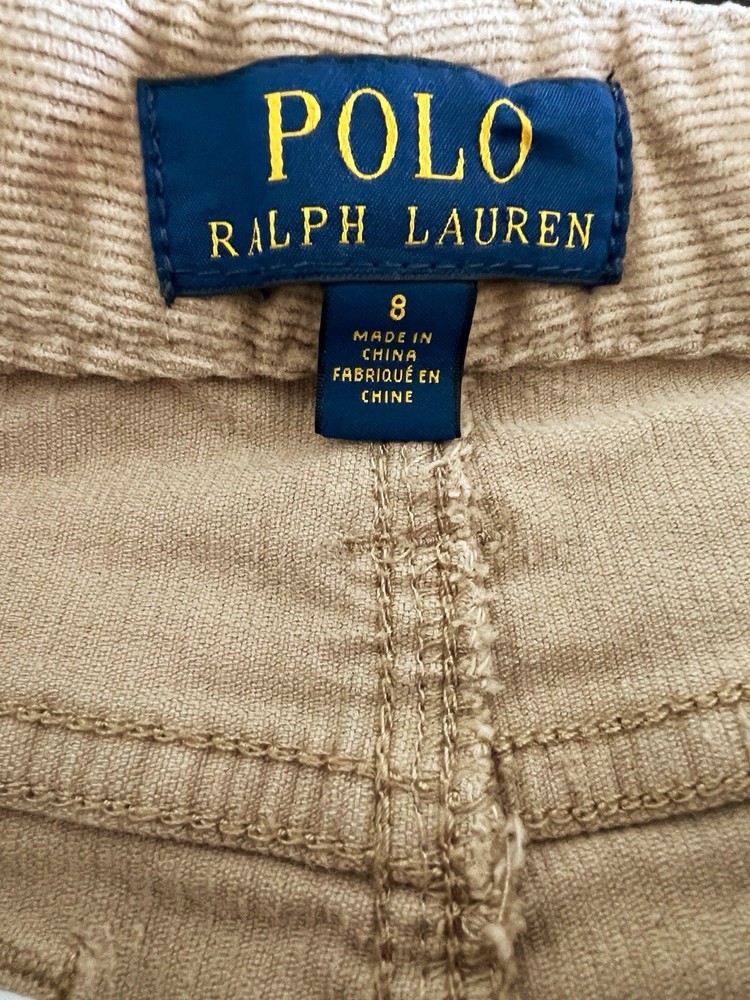 POLO
RALPH LAUREN
8
MADE IN
CHINA
FABRIQUÉ EN
CHINE